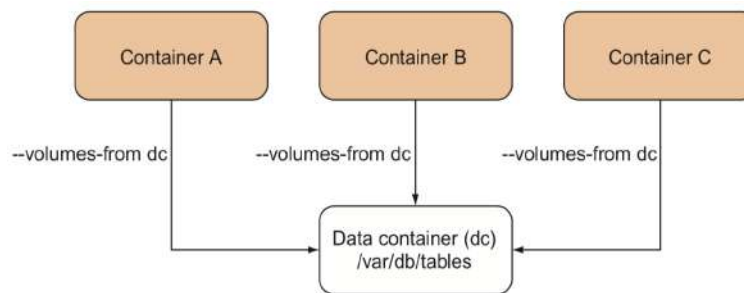 Container A
Container B
Container C
--volumes-from dc
--volumes-from dc
--volumes-from dc
Data container (dc)
/var/db/tables